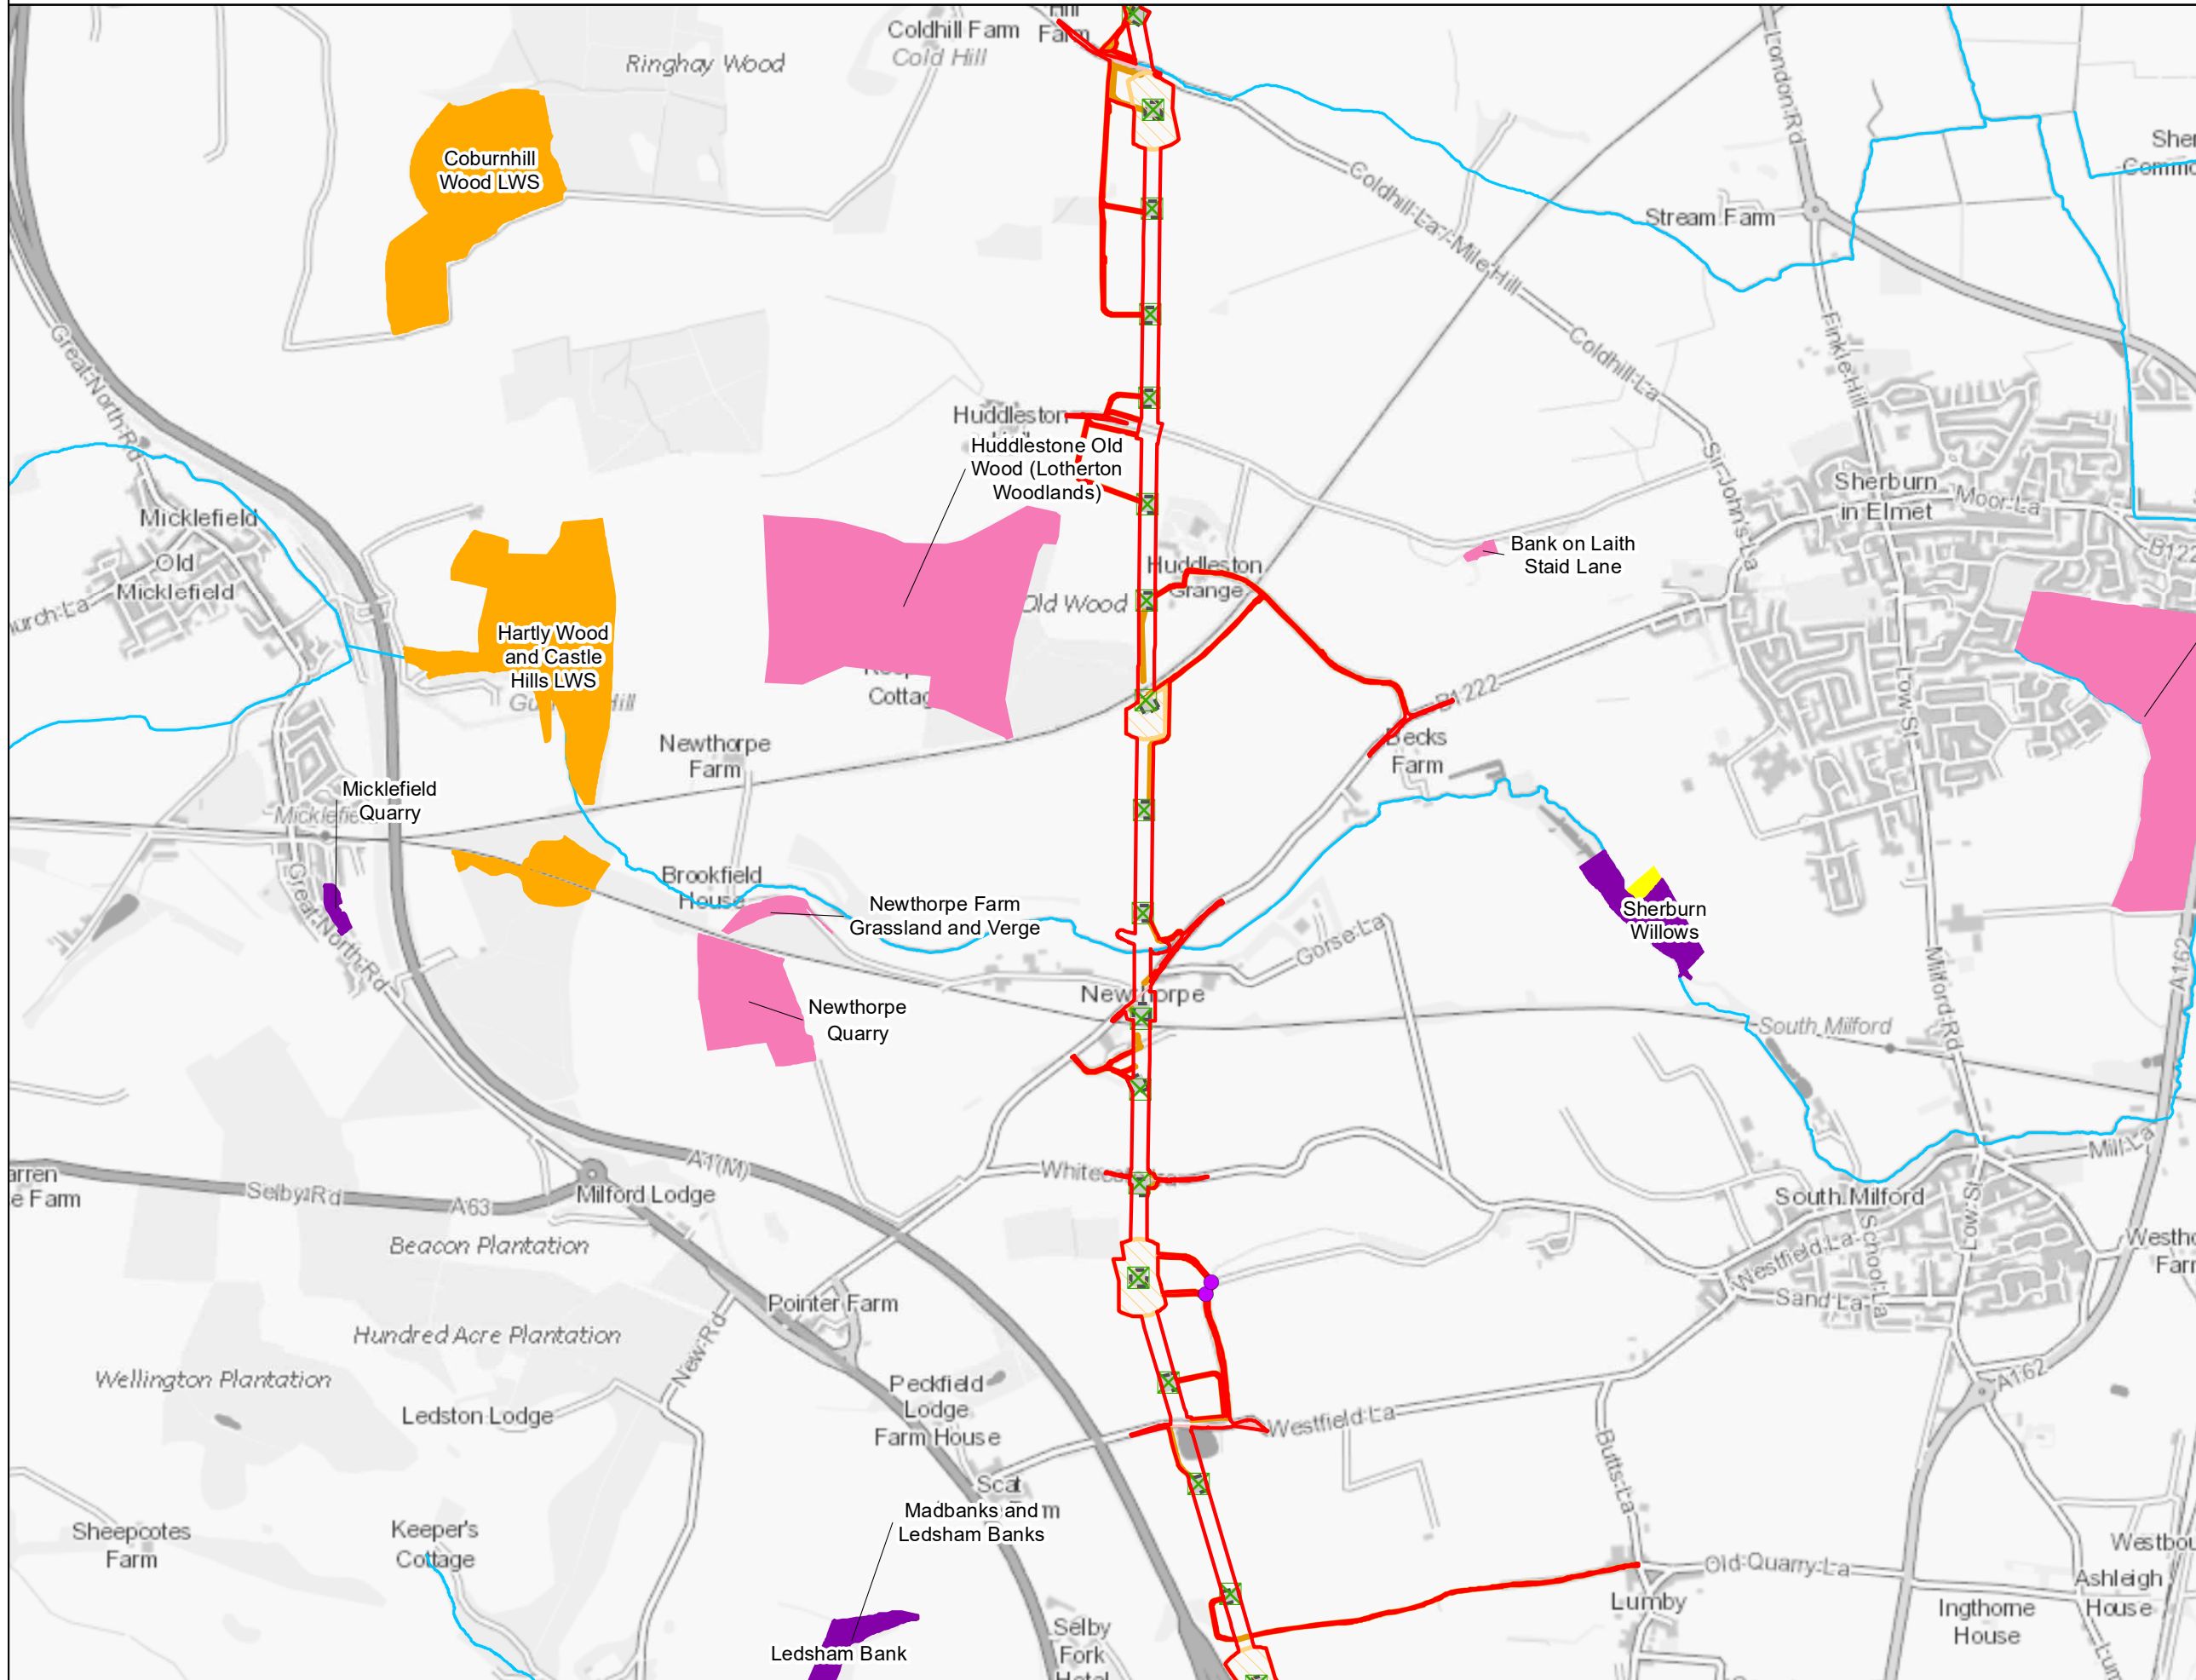 Hill
Farm
Coldhill Farm
Cold Hill
Ringhay Wood
London Rd
Coburnhill
Wood LWS
Coldhill La / Mile Hill
Stream Farm
Coldhill La
Finkle Hill
Great North Rd
Huddleston
Huddlestone Old
Wood (Lotherton
Woodlands)
Sir John's La
Sherburn
in Elmet
Moor La
Micklefield
Old
Micklefield
Bank on Laith
Staid Lane
Huddleston
Grange
Old Wood
Hartly Wood
and Castle
Hills LWS
Cottag
B1222
Low St
Newthorpe
Farm
Becks
Farm
Micklefield
Quarry
Brookfield
House
Newthorpe Farm
Grassland and Verge
Sherburn
Willows
Great North Rd
Gorse La
Milford Rd
A162
Newthorpe
Newthorpe
Quarry
South Milford
A1(M)
Mill La
Selby Rd
A63
Milford Lodge
South Milford
Low St
School La
Westfield La
Sand La
Beacon Plantation
Pointer Farm
Hundred Acre Plantation
New Rd
Wellington Plantation
Peckfield
Lodge
Farm House
Ledston Lodge
A162
Westfield La
Butts La
Scat
Madbanks and
Ledsham Banks
Sheepcotes
Farm
Keeper's
Cottage
Old Quarry La
Lumby
Ashleigh
House
Ingthorne
House
Ledsham Bank
Selby
Fork
Hotel